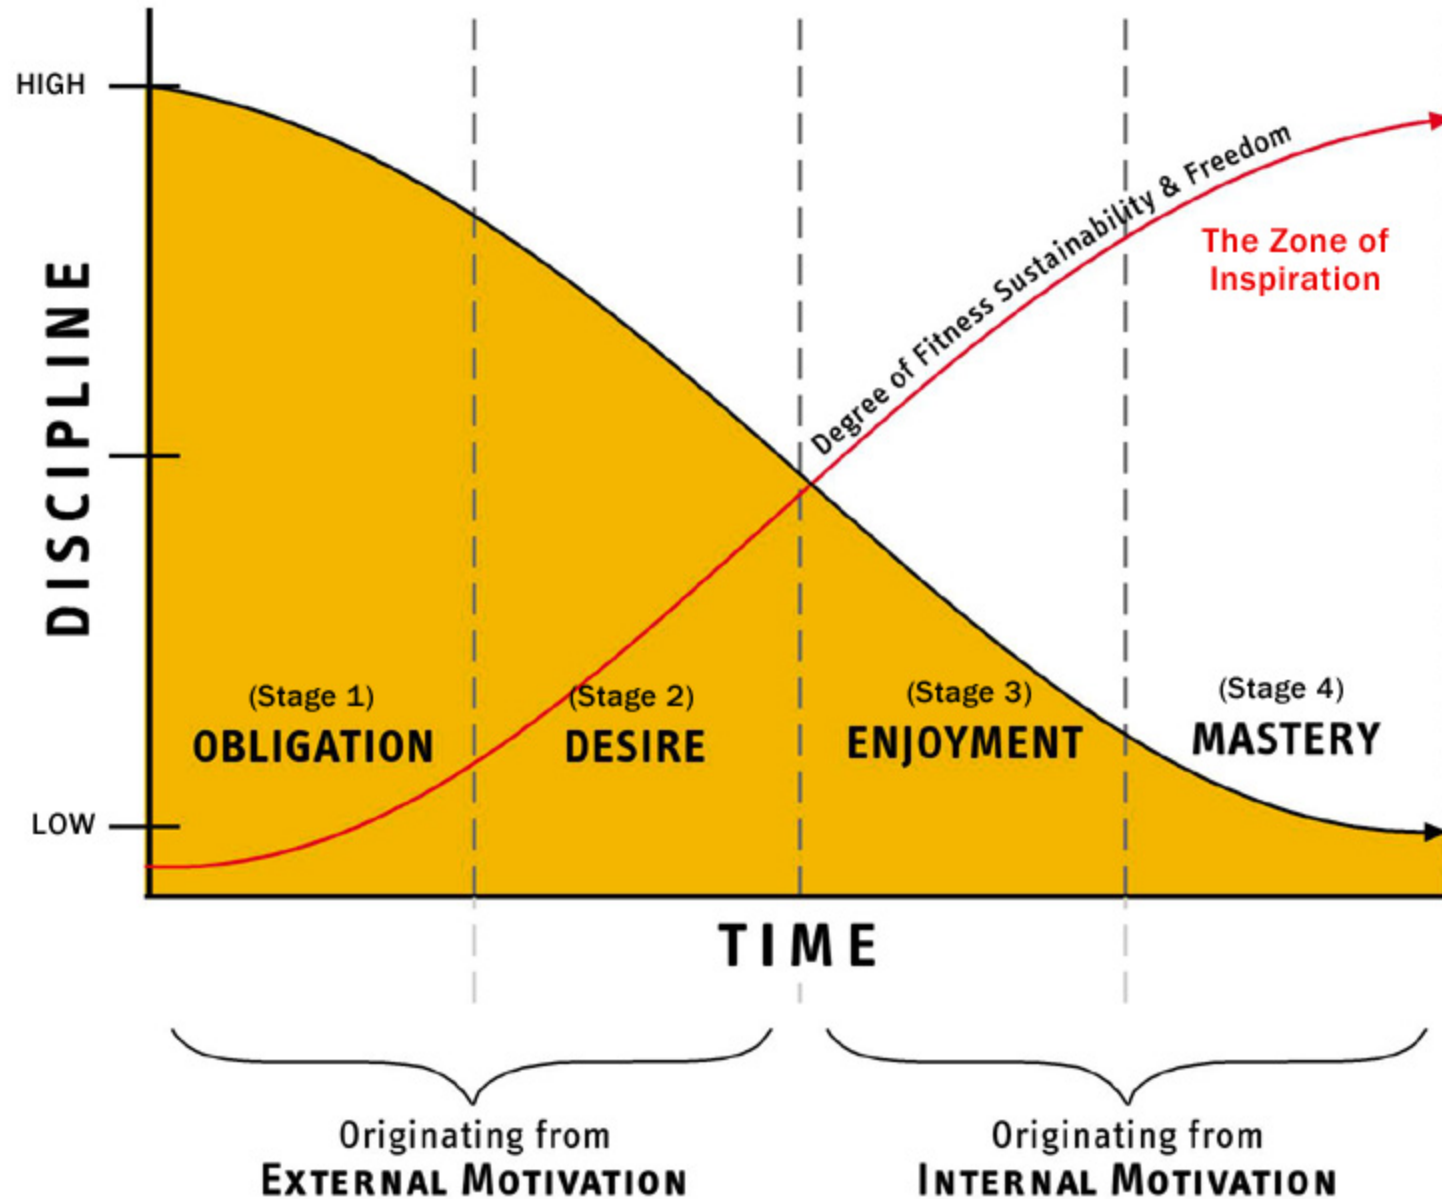 HIGH
DISCIPLINE
LOW
Degree of Fitness Sustainability & Freedom
The Zone of
Inspiration
(Stage 1)
OBLIGATION
(Stage 2)
DESIRE
(Stage 3)
ENJOYMENT
(Stage 4)
MASTERY
TIME
Originating from
EXTERNAL MOTIVATION
Originating from
INTERNAL MOTIVATION